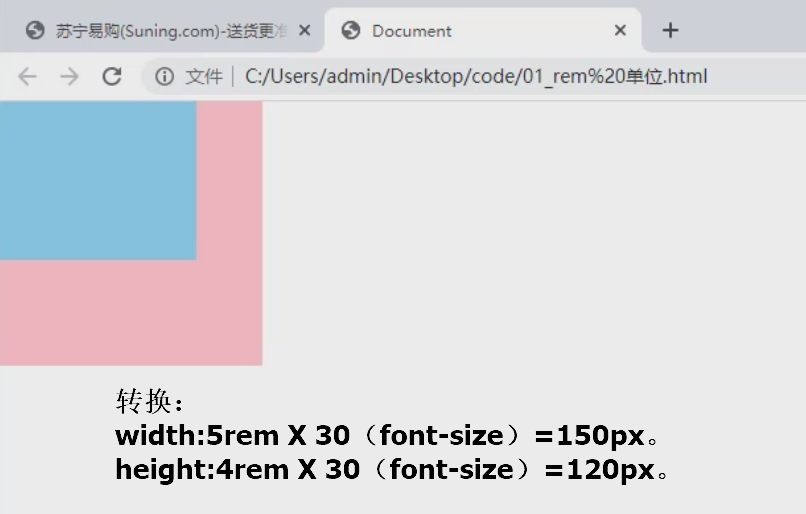 苏宁易购(Suning.com)-送货更准
Document
文件 C:/Users/admin/Desktop/code/01_rem%20单位.html
转换：
width:5rem X 30（font-size）=150px。
height:4rem X 30（font-size）=120px。